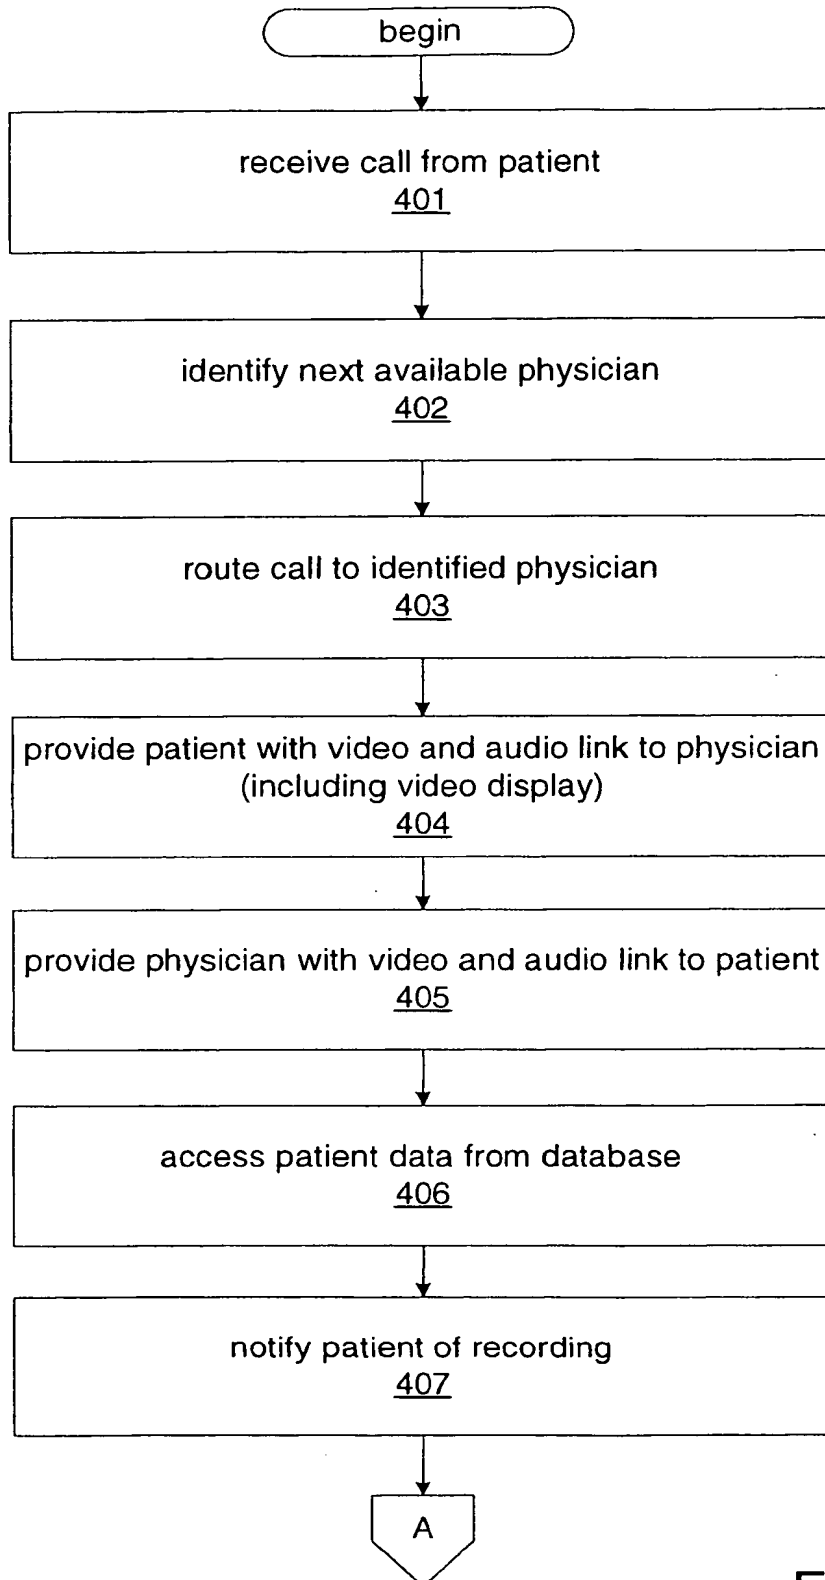 begin
receive call from patient
401
identify next available physician
402
route call to identified physician
403
provide patient with video and audio link to physician
(including video display)
404
provide physician with video and audio link to patient
405
access patient data from database
406
notify patient of recording
407
A